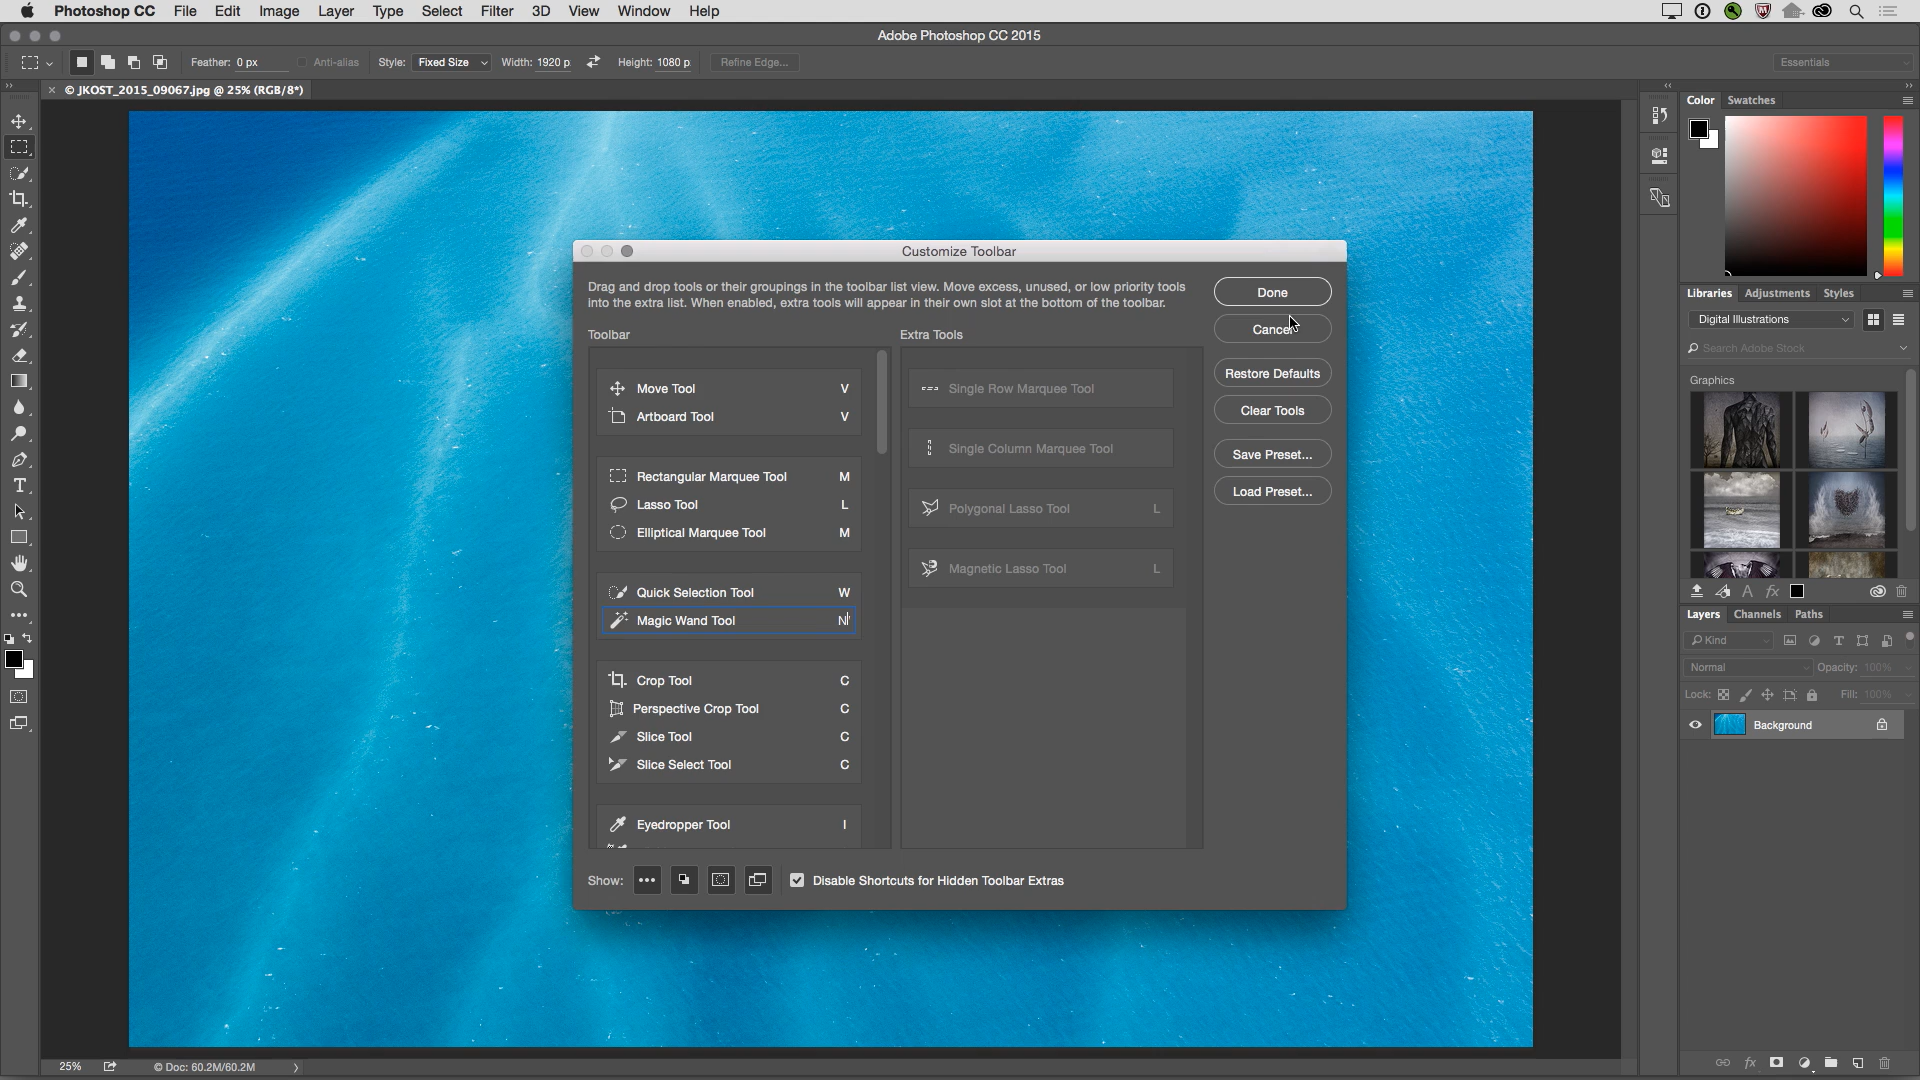 Photoshop CC File Edit Image Layer Type Select Filter 3D View Window Help
Adobe Photoshop CC 2015
Feather: 0 px Anti-alias Style: Fixed Size Width: 1920 p Height: 1080 p Refine Edge... Essentials
© JKOST_2015_09067.jpg @ 25% (RGB/8*)
Color Swatches
Customize Toolbar
Drag and drop tools or their groupings in the toolbar list view. Move excess, unused, or low priority tools
into the extra list. When enabled, extra tools will appear in their own slot at the bottom of the toolbar.
Toolbar
Move Tool V
Artboard Tool V
Rectangular Marquee Tool M
Lasso Tool L
Elliptical Marquee Tool M
Quick Selection Tool W
Magic Wand Tool N
Crop Tool C
Perspective Crop Tool C
Slice Tool C
Slice Select Tool C
Eyedropper Tool I
Extra Tools
Single Row Marquee Tool
Single Column Marquee Tool
Polygonal Lasso Tool L
Magnetic Lasso Tool L
Done
Cancel
Restore Defaults
Clear Tools
Save Preset...
Load Preset...
Show: Disable Shortcuts for Hidden Toolbar Extras
Libraries Adjustments Styles
Digital Illustrations
Search Adobe Stock
Graphics
Layers Channels Paths
Kind
Normal Opacity: 100%
Lock: Fill: 100%
Background
25% © Doc: 60.2M/60.2M